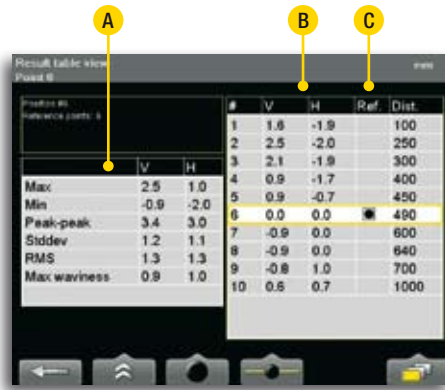 A
B
C
Result table view
mm
Point 6
Position #6
Reference points: 6
V H
Max 2.5 1.0
Min -0.9 -2.0
Peak-peak 3.4 3.0
Stddev 1.2 1.1
RMS 1.3 1.3
Max waviness 0.9 1.0
# V H Ref. Dist.
1 1.6 -1.9 100
2 2.5 -2.0 250
3 2.1 -1.9 300
4 0.9 -1.7 400
5 0.9 -0.7 450
6 0.0 0.0 490
7 -0.9 0.0 600
8 -0.9 0.0 640
9 -0.8 1.0 700
10 0.6 0.7 1000